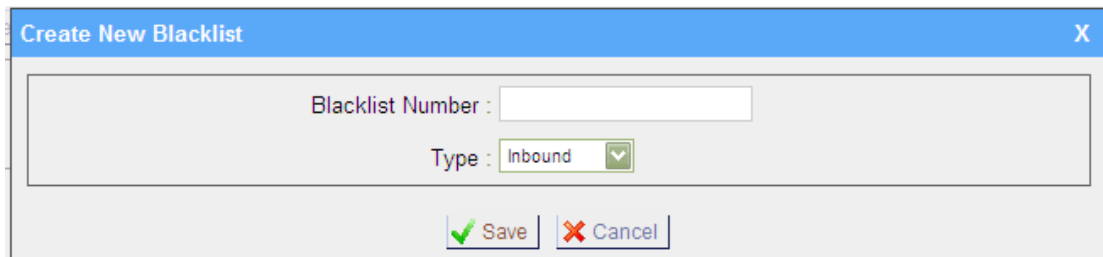 Create New Blacklist X
Blacklist Number :
Type : Inbound
Save Cancel